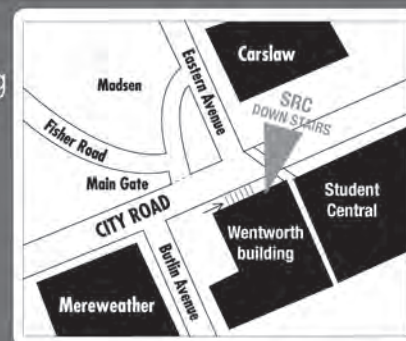 g
Carslaw
Madsen
Eastern Avenue
SRC
DOWN STAIRS
Fisher Road
Main Gate
CITY ROAD
Student
Central
Wentworth
building
Butlin Avenue
Mereweather